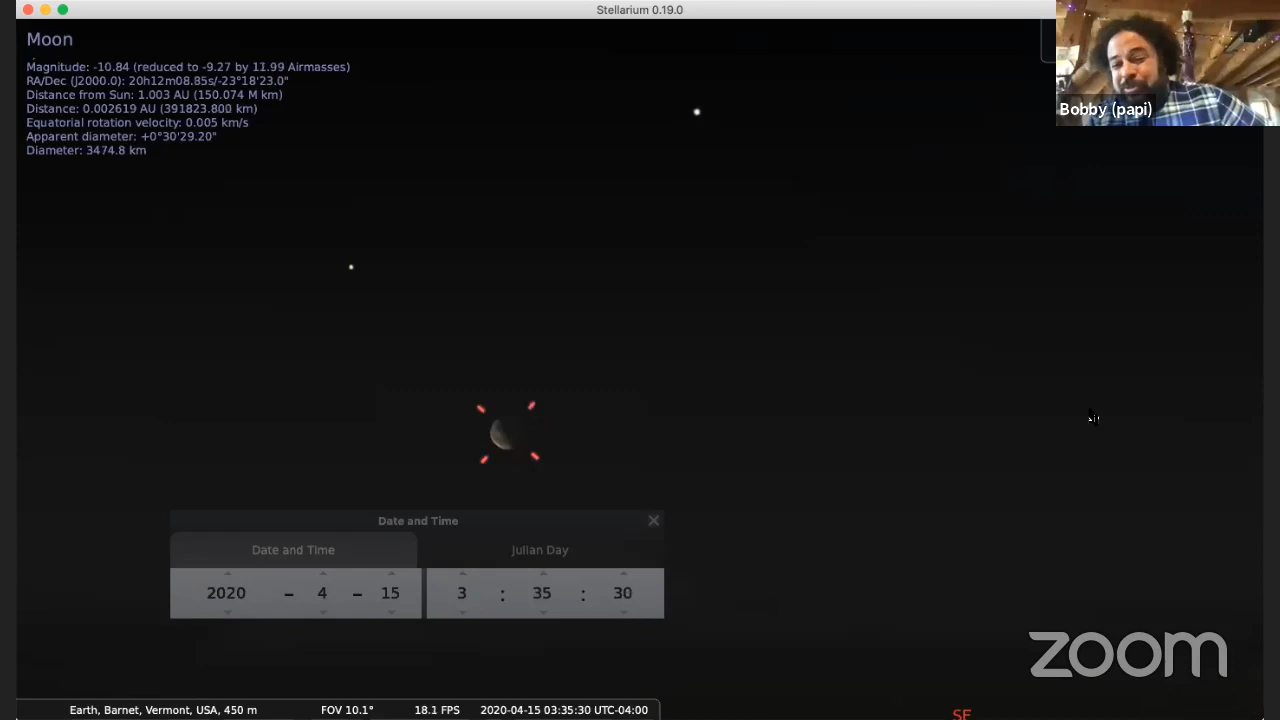 Stellarium 0.19.0
Moon
Magnitude: -10.84 (reduced to -9.27 by 11.99 Airmasses)
RA/Dec (J2000.0): 20h12m08.85s/-23°18'23.0"
Distance from Sun: 1.003 AU (150.074 M km)
Distance: 0.002619 AU (391823.800 km)
Equatorial rotation velocity: 0.005 km/s
Apparent diameter: +0°30'29.20"
Diameter: 3474.8 km
Bobby (papi)
Date and Time
Date and Time Julian Day
2020 – 4 – 15 3 : 35 : 30
zoom
Earth, Barnet, Vermont, USA, 450 m FOV 10.1° 18.1 FPS 2020-04-15 03:35:30 UTC-04:00
SE